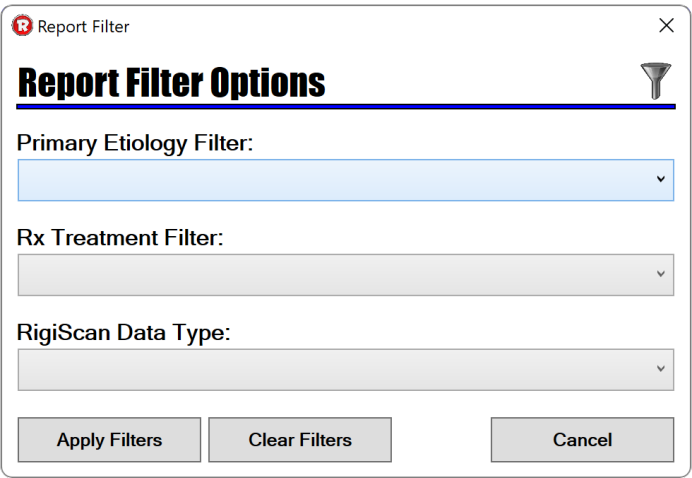 Report Filter
Report Filter Options
Primary Etiology Filter:
Rx Treatment Filter:
RigiScan Data Type:
Apply Filters Clear Filters Cancel